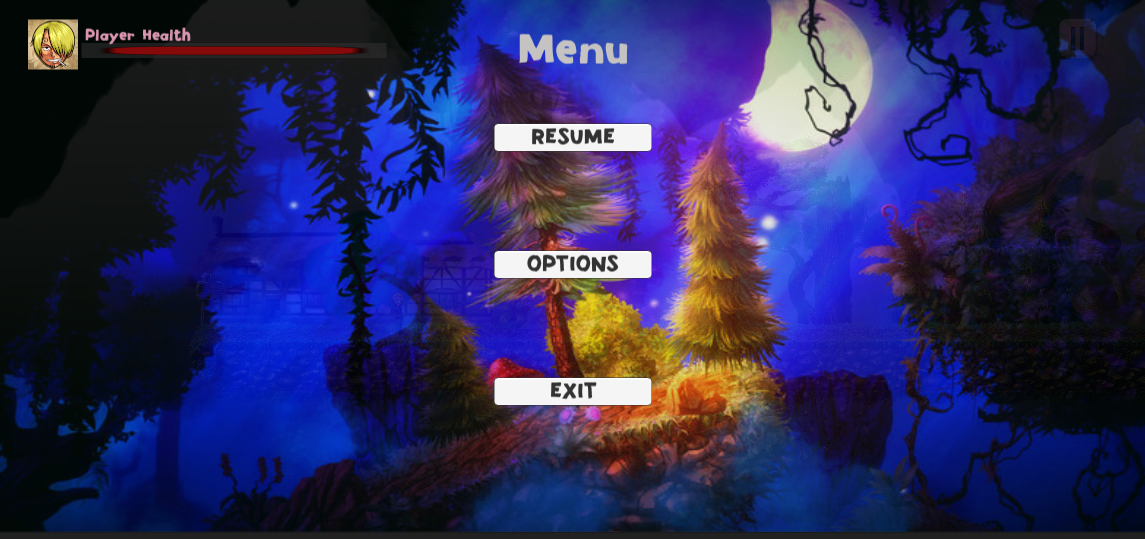 Player Health
Menu
RESUME
OPTIONS
EXIT